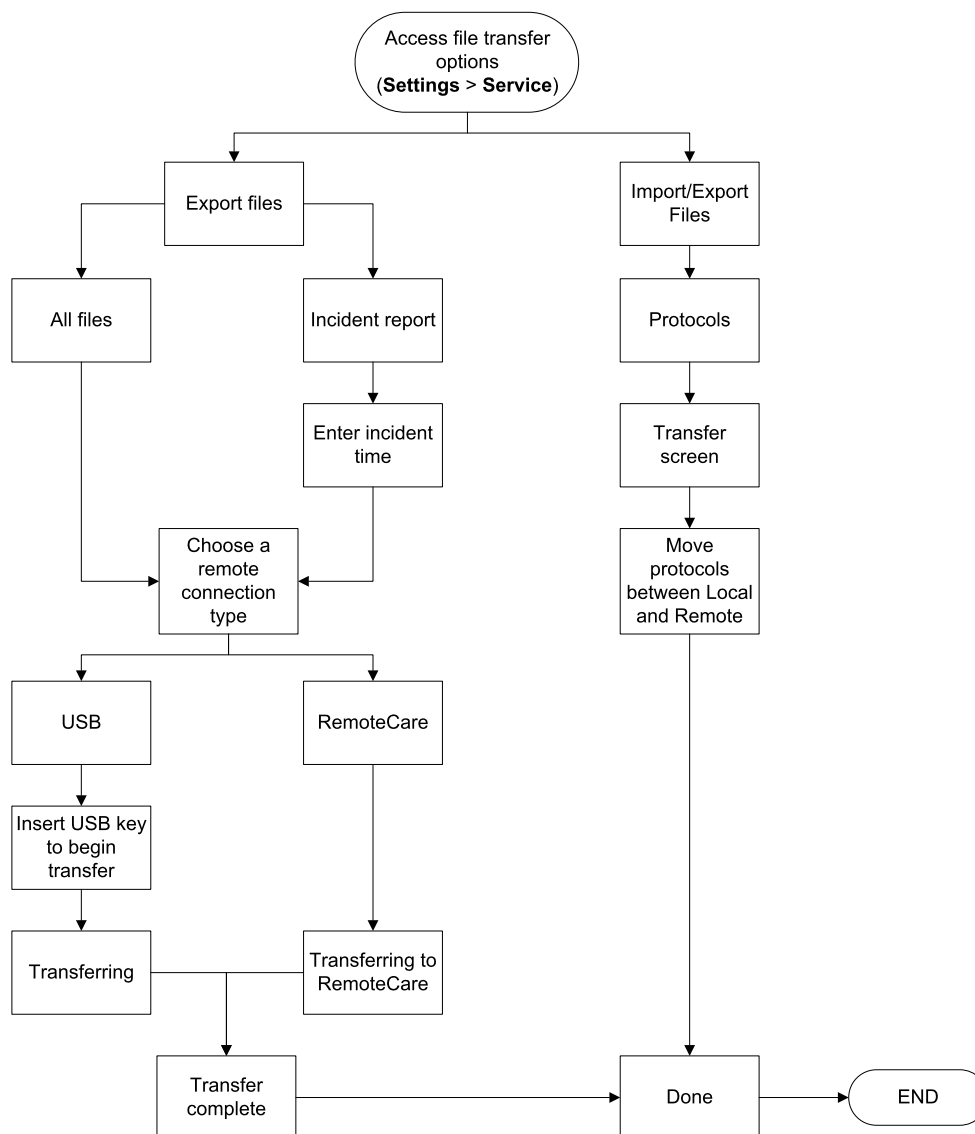 Access file transfer
options
(Settings > Service)
Export files
Import/Export
Files
All files
Incident report
Protocols
Enter incident
time
Transfer
screen
Choose a
remote
connection
type
Move
protocols
between Local
and Remote
USB
RemoteCare
Insert USB key
to begin
transfer
Transferring
Transferring to
RemoteCare
Transfer
complete
Done
END